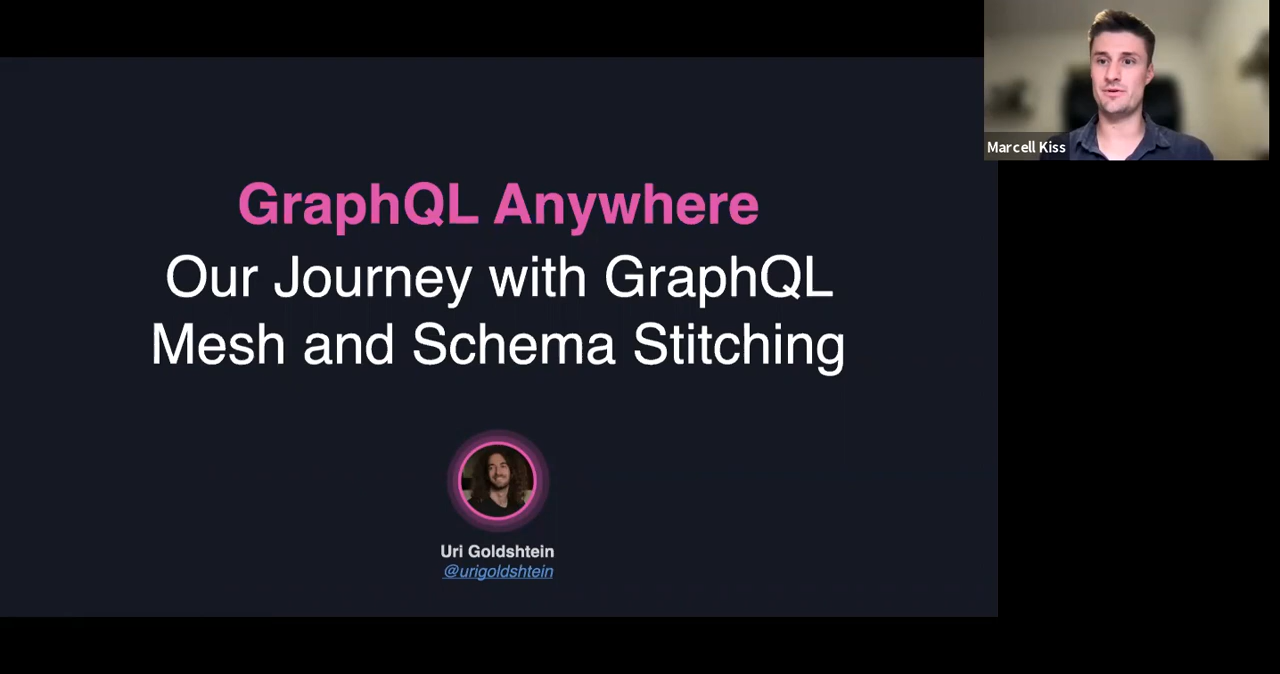 Marcell Kiss
GraphQL Anywhere
Our Journey with GraphQL
Mesh and Schema Stitching
Uri Goldshtein
@urigoldshtein